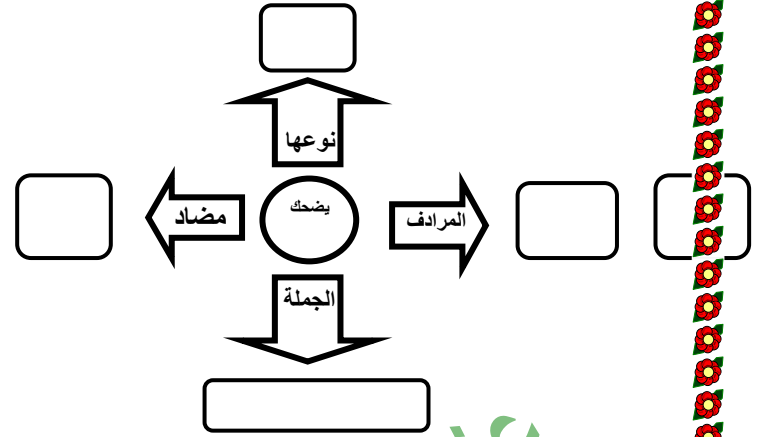 نوعها
يضحك
المرادف
مضاد
الجملة